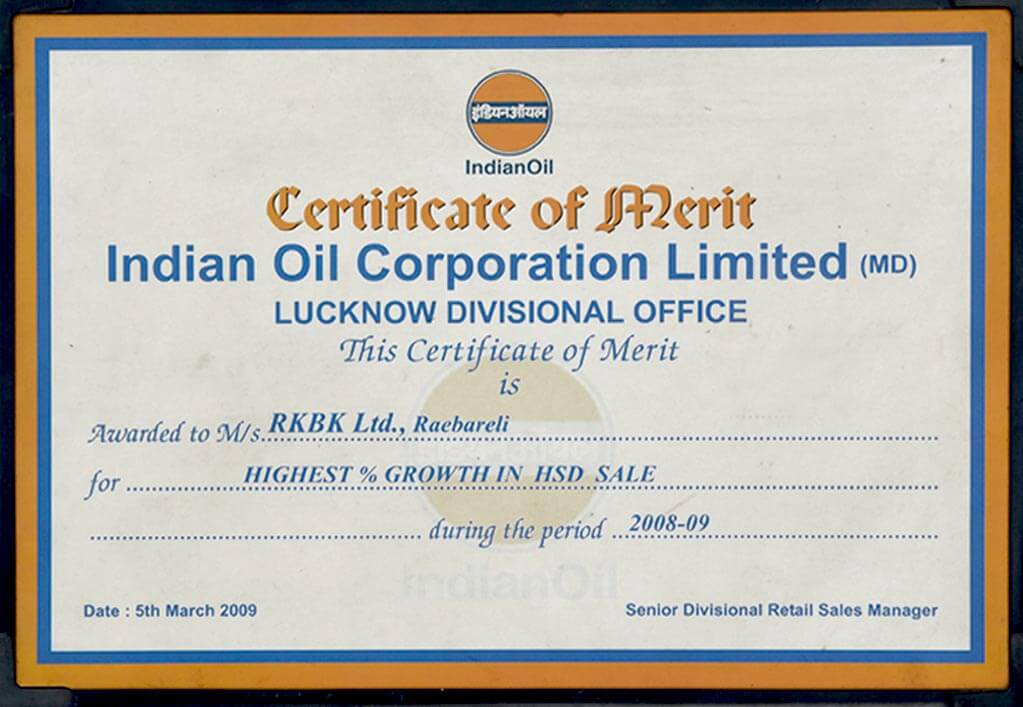 इंडियनऑयल
IndianOil
Certificate of Merit
Indian Oil Corporation Limited (MD)
LUCKNOW DIVISIONAL OFFICE
This Certificate of Merit
is
Awarded to M/s. RKBK Ltd., Raebareli
for HIGHEST % GROWTH IN HSD SALE
during the period 2008-09
इंडियनऑयल
IndianOil
Date : 5th March 2009
Senior Divisional Retail Sales Manager